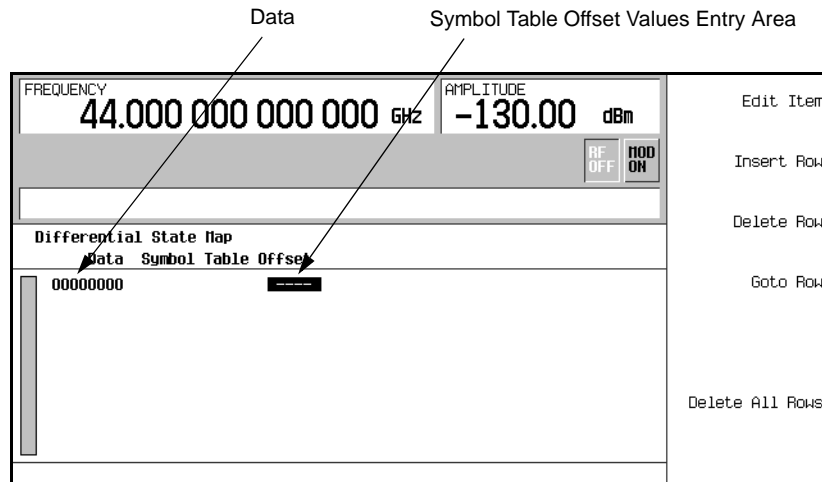 Data
Symbol Table Offset Values Entry Area
FREQUENCY
44.000 000 000 000 GHz
AMPLITUDE
-130.00 dBm
RF OFF
MOD ON
Differential State Map
Data Symbol Table Offset
00000000 ----
Edit Item
Insert Row
Delete Row
Goto Row
Delete All Rows